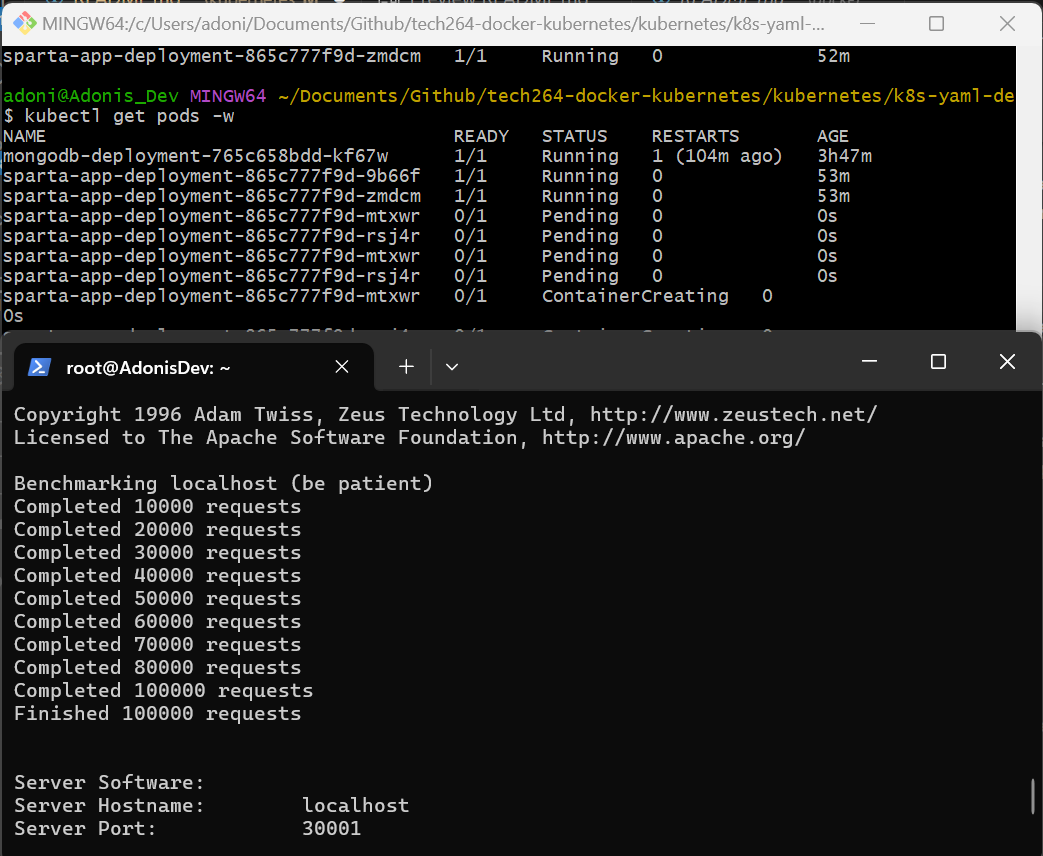 MINGW64:/c/Users/adoni/Documents/Github/tech264-docker-kubernetes/kubernetes/k8s-yaml-...
sparta-app-deployment-865c777f9d-zmdcm 1/1 Running 0 52m
adoni@Adonis_Dev MINGW64 ~/Documents/Github/tech264-docker-kubernetes/kubernetes/k8s-yaml-de
$ kubectl get pods -w
NAME READY STATUS RESTARTS AGE
mongodb-deployment-765c658bdd-kf67w 1/1 Running 1 (104m ago) 3h47m
sparta-app-deployment-865c777f9d-9b66f 1/1 Running 0 53m
sparta-app-deployment-865c777f9d-zmdcm 1/1 Running 0 53m
sparta-app-deployment-865c777f9d-mtxwr 0/1 Pending 0 0s
sparta-app-deployment-865c777f9d-rsj4r 0/1 Pending 0 0s
sparta-app-deployment-865c777f9d-mtxwr 0/1 Pending 0 0s
sparta-app-deployment-865c777f9d-rsj4r 0/1 Pending 0 0s
sparta-app-deployment-865c777f9d-mtxwr 0/1 ContainerCreating 0
0s
root@AdonisDev: ~
Copyright 1996 Adam Twiss, Zeus Technology Ltd, http://www.zeustech.net/
Licensed to The Apache Software Foundation, http://www.apache.org/
Benchmarking localhost (be patient)
Completed 10000 requests
Completed 20000 requests
Completed 30000 requests
Completed 40000 requests
Completed 50000 requests
Completed 60000 requests
Completed 70000 requests
Completed 80000 requests
Completed 100000 requests
Finished 100000 requests
Server Software:
Server Hostname: localhost
Server Port: 30001